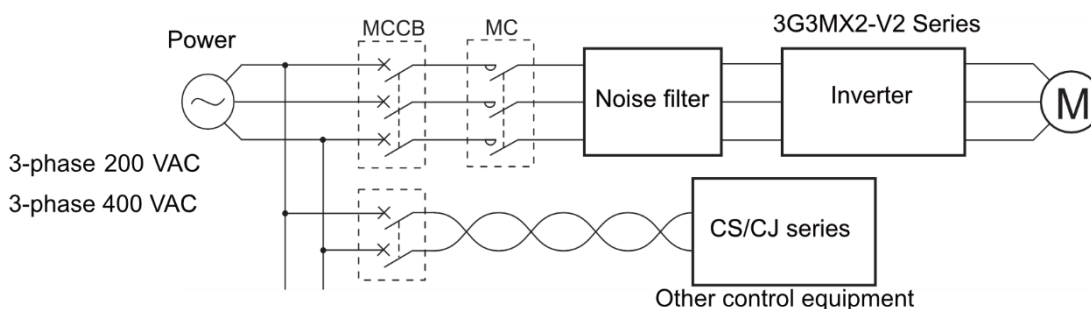 3G3MX2-V2 Series
Power
MCCB
MC
Noise filter
Inverter
M
3-phase 200 VAC
3-phase 400 VAC
CS/CJ series
Other control equipment